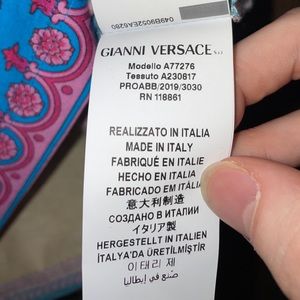 049B9052EA9260
GIANNI VERSACE
Modello A77276
Tessuto A230817
PROABB/2019/3030
RN 118861
REALIZZATO IN ITALIA
MADE IN ITALY
FABRIQUÉ EN ITALIE
HECHO EN ITALIA
FABRICADO EM ITÁLIA
意大利制造
СОЗДАНО В ИТАЛИИ
イタリア製
HERGESTELLT IN ITALIEN
İTALYA'DA ÜRETİLMİŞTİR
이태리 제
صنع في إيطاليا